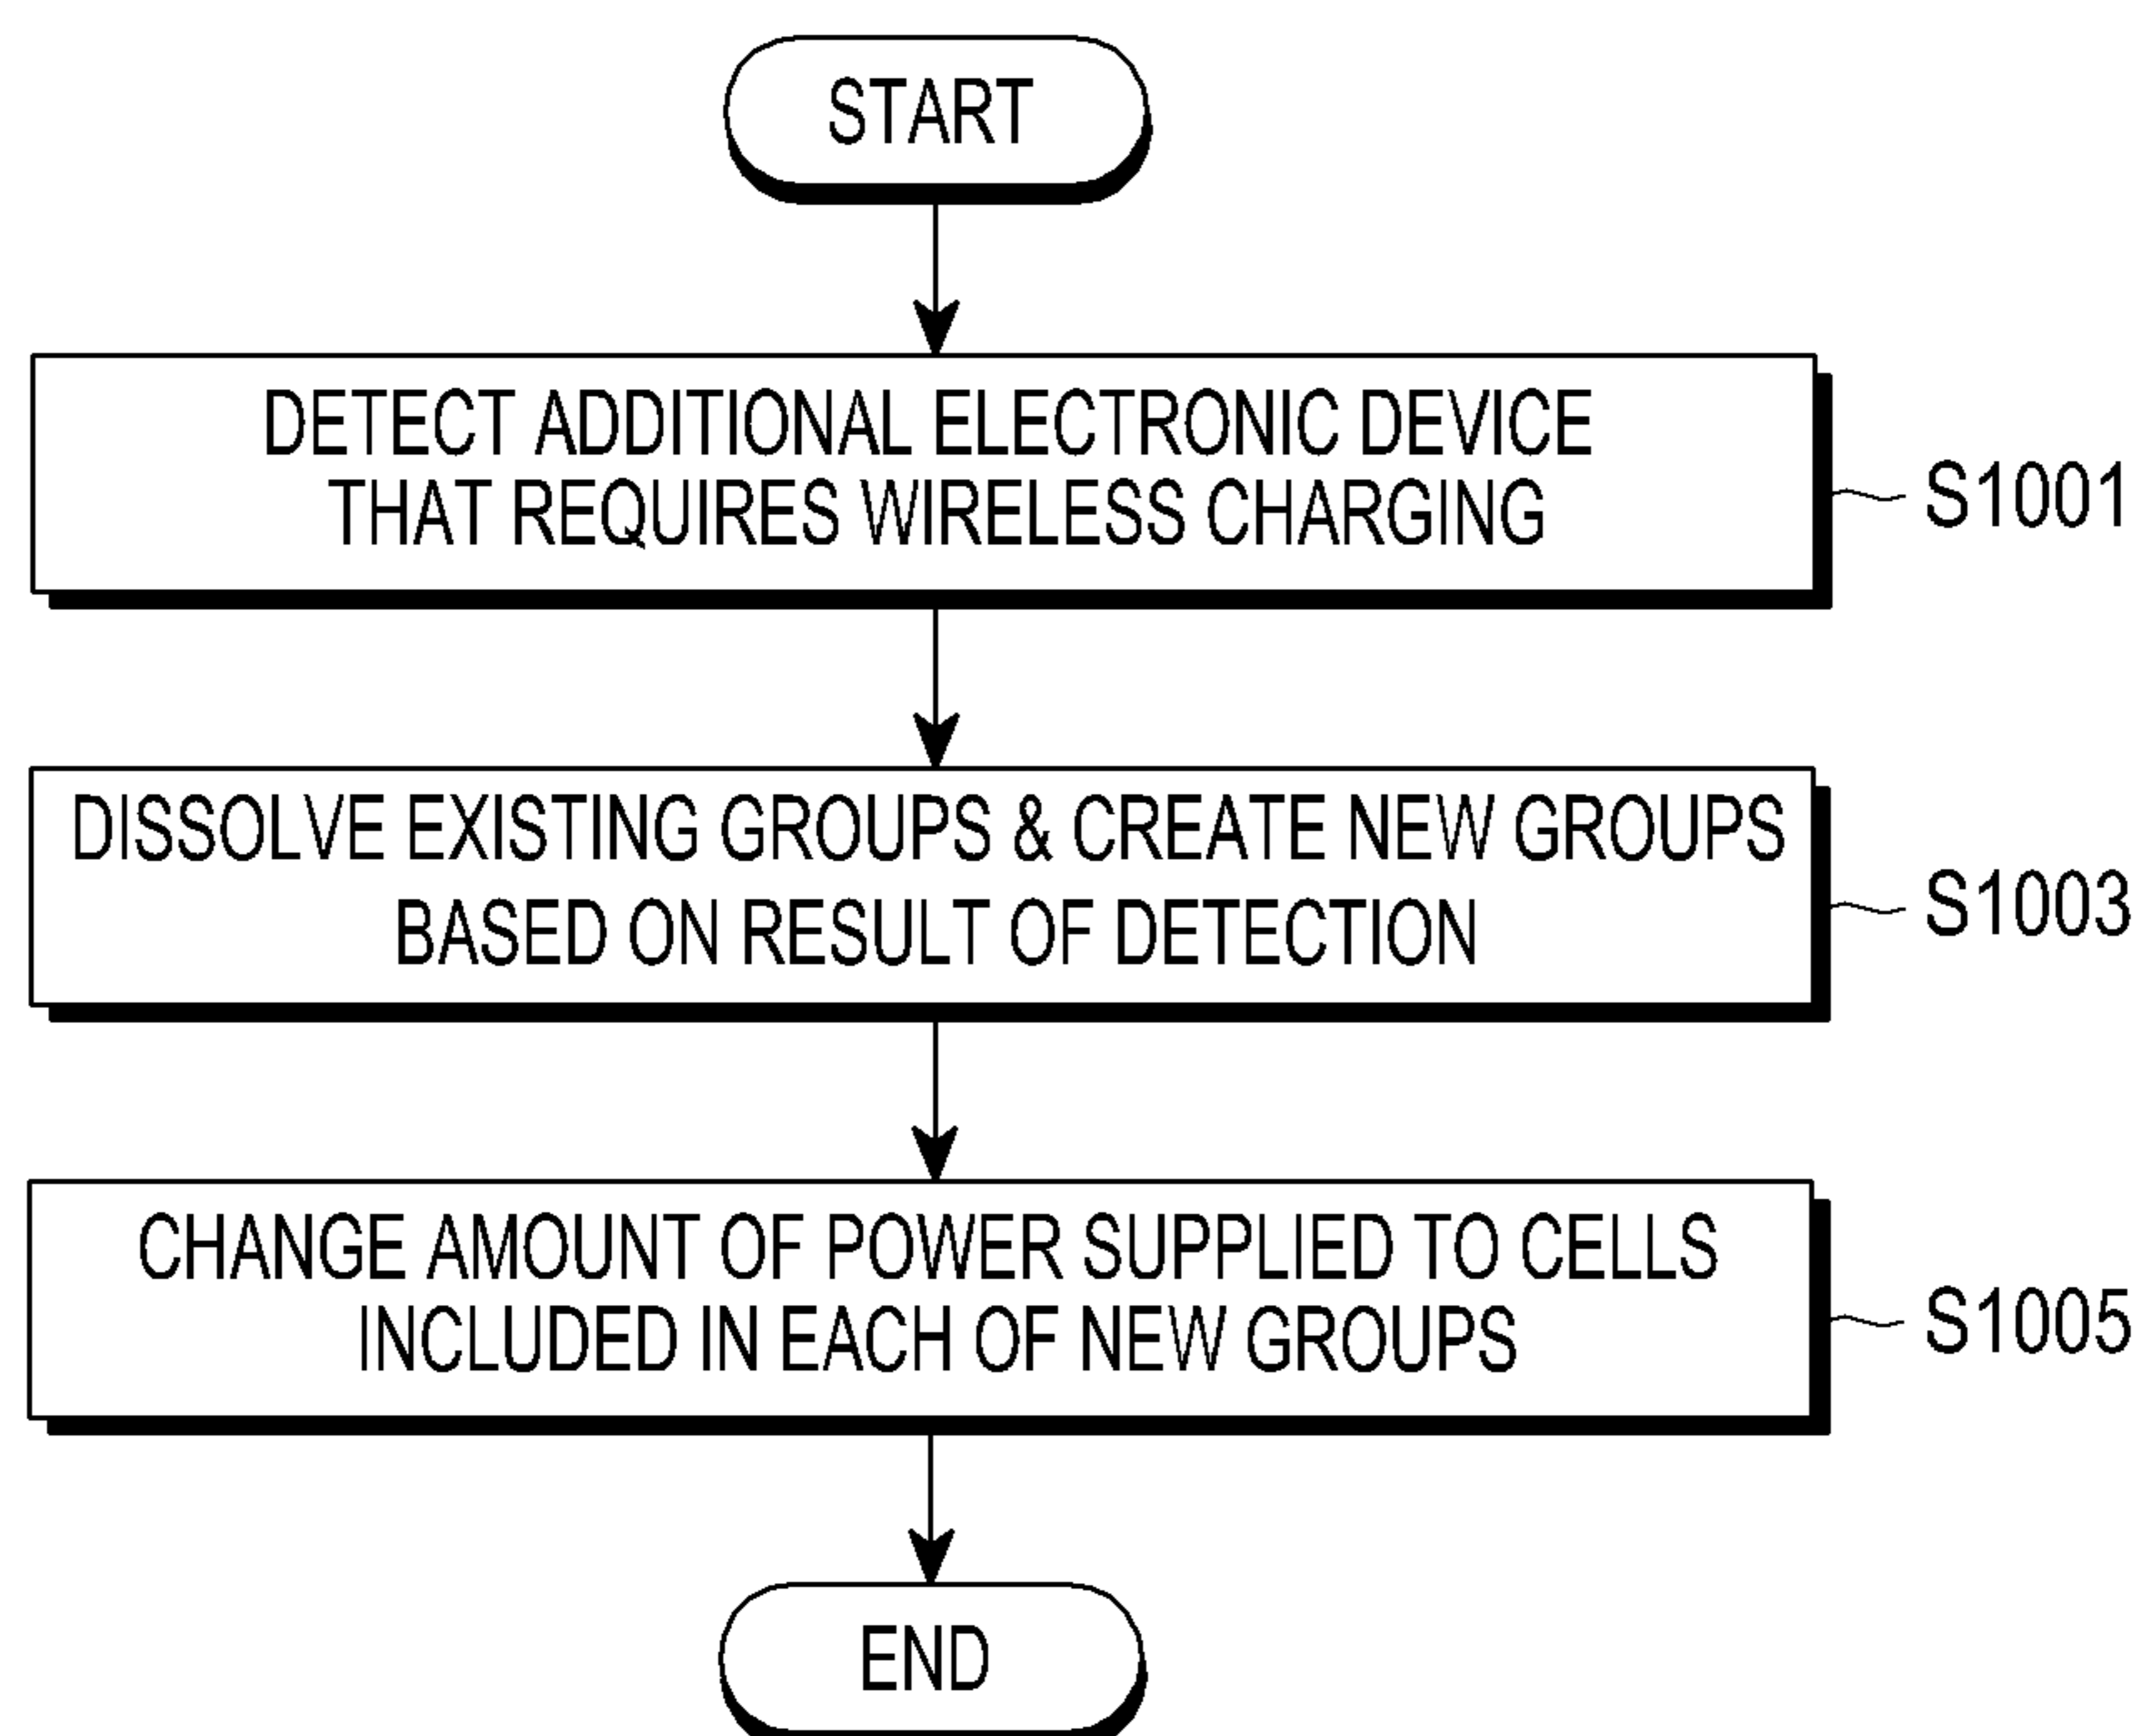 START
DETECT ADDITIONAL ELECTRONIC DEVICE
THAT REQUIRES WIRELESS CHARGING
S1001
DISSOLVE EXISTING GROUPS & CREATE NEW GROUPS
BASED ON RESULT OF DETECTION
S1003
CHANGE AMOUNT OF POWER SUPPLIED TO CELLS
INCLUDED IN EACH OF NEW GROUPS
S1005
END